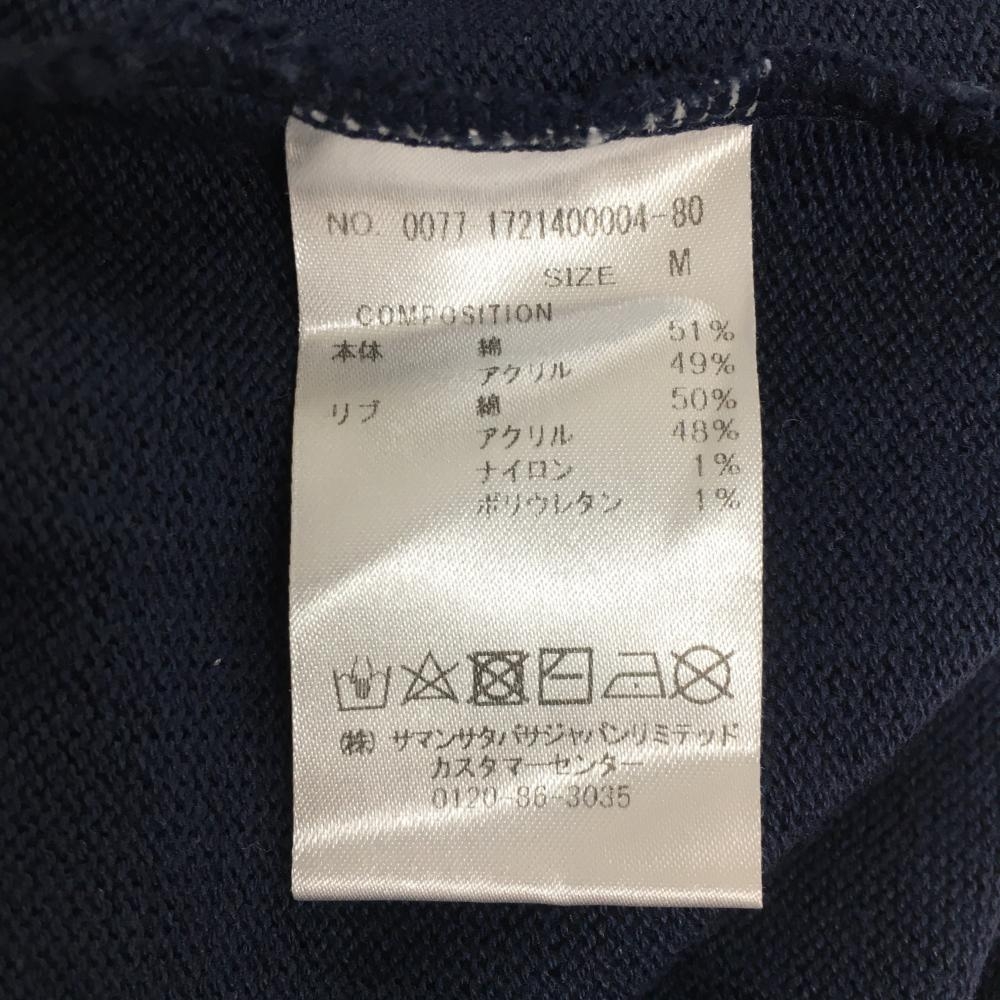 NO. 0077 1721400004-80
SIZE M
COMPOSITION
本体 綿 51%
アクリル 49%
リブ 綿 50%
アクリル 48%
ナイロン 1%
ポリウレタン 1%
(株) サマンサタバサジャパンリミテッド
カスタマーセンター
0120-86-3035